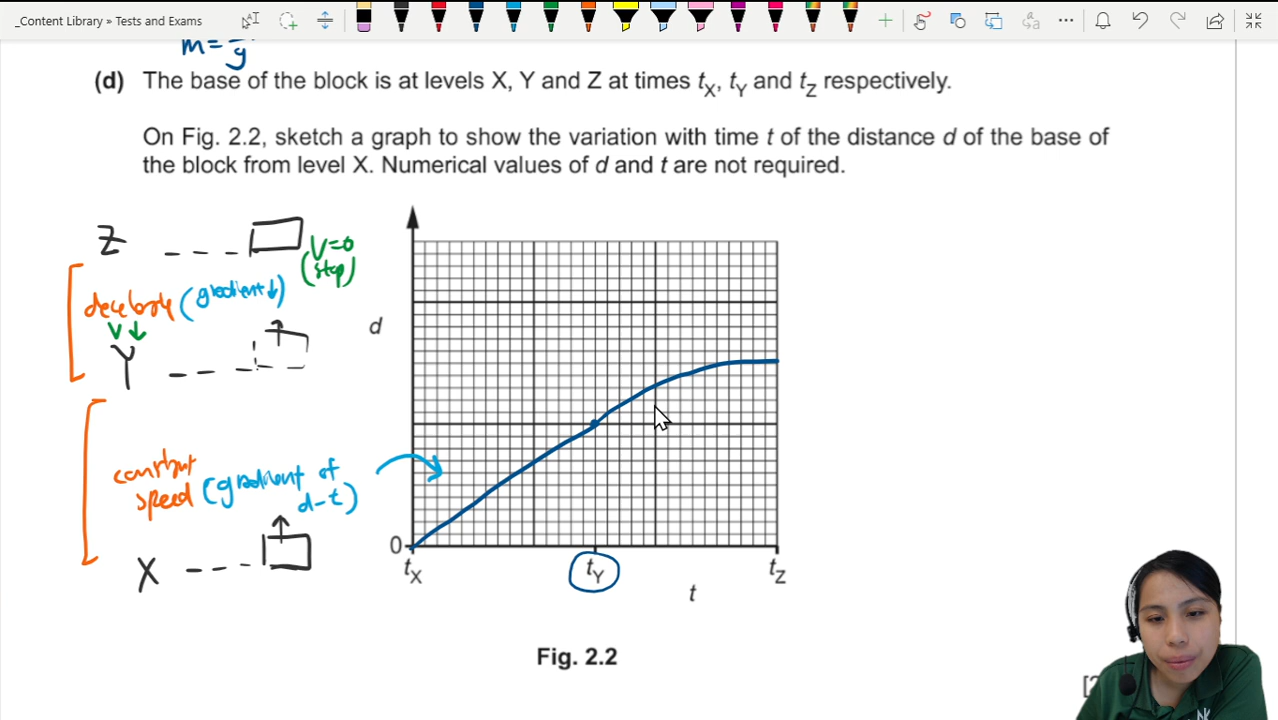 _Content Library » Tests and Exams
m = — g
(d) The base of the block is at levels X, Y and Z at times tX, tY and tZ respectively.
On Fig. 2.2, sketch a graph to show the variation with time t of the distance d of the base of
the block from level X. Numerical values of d and t are not required.
Z
V=0
(stop)
(gradient↓)
V ↓
Y
d
constant
speed (gradient of
d-t)
X
0
tX
tY
tZ
t
Fig. 2.2